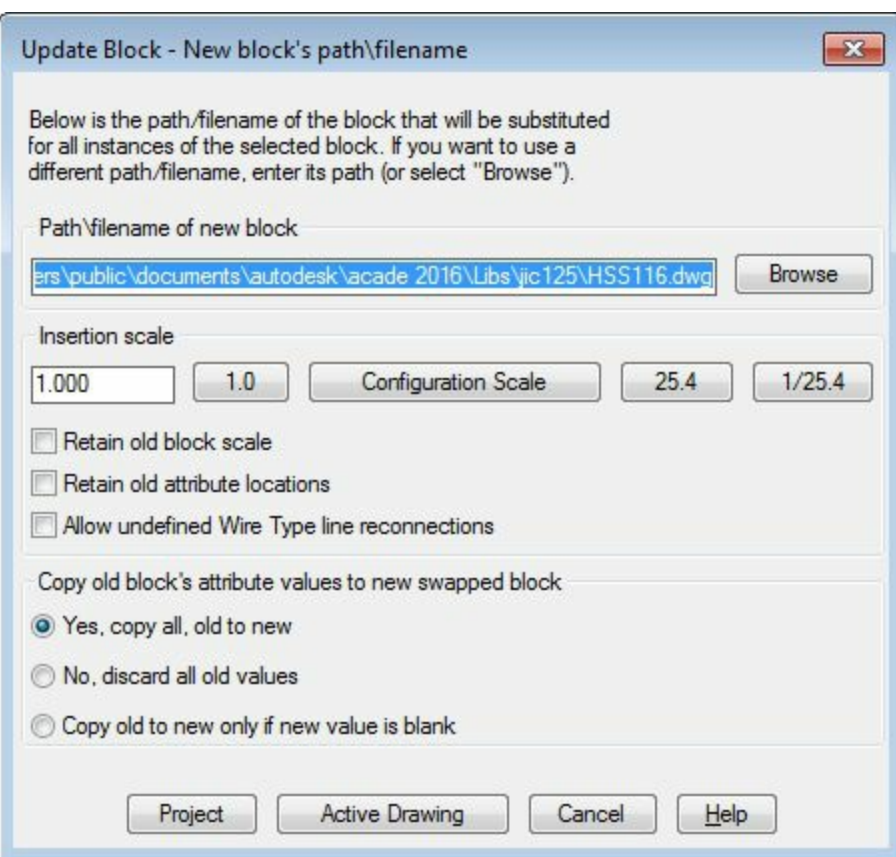 Update Block - New block's path\filename
Below is the path/filename of the block that will be substituted
for all instances of the selected block. If you want to use a
different path/filename, enter its path (or select "Browse").
Path\filename of new block
ers\public\documents\autodesk\acade 2016\Libs\jic125\HSS116.dwg Browse
Insertion scale
1.000 1.0 Configuration Scale 25.4 1/25.4
Retain old block scale
Retain old attribute locations
Allow undefined Wire Type line reconnections
Copy old block's attribute values to new swapped block
Yes, copy all, old to new
No, discard all old values
Copy old to new only if new value is blank
Project Active Drawing Cancel Help